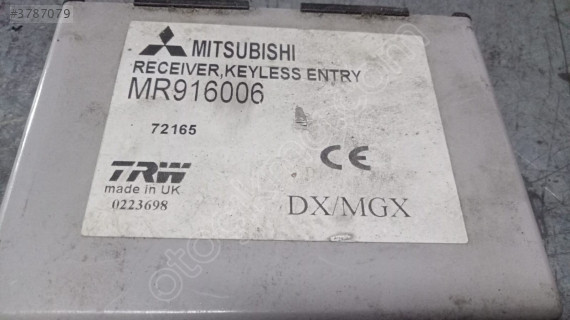 #3787079
MITSUBISHI
RECEIVER,KEYLESS ENTRY
MR916006
72165
CE
TRW
made in UK
0223698
DX/MGX